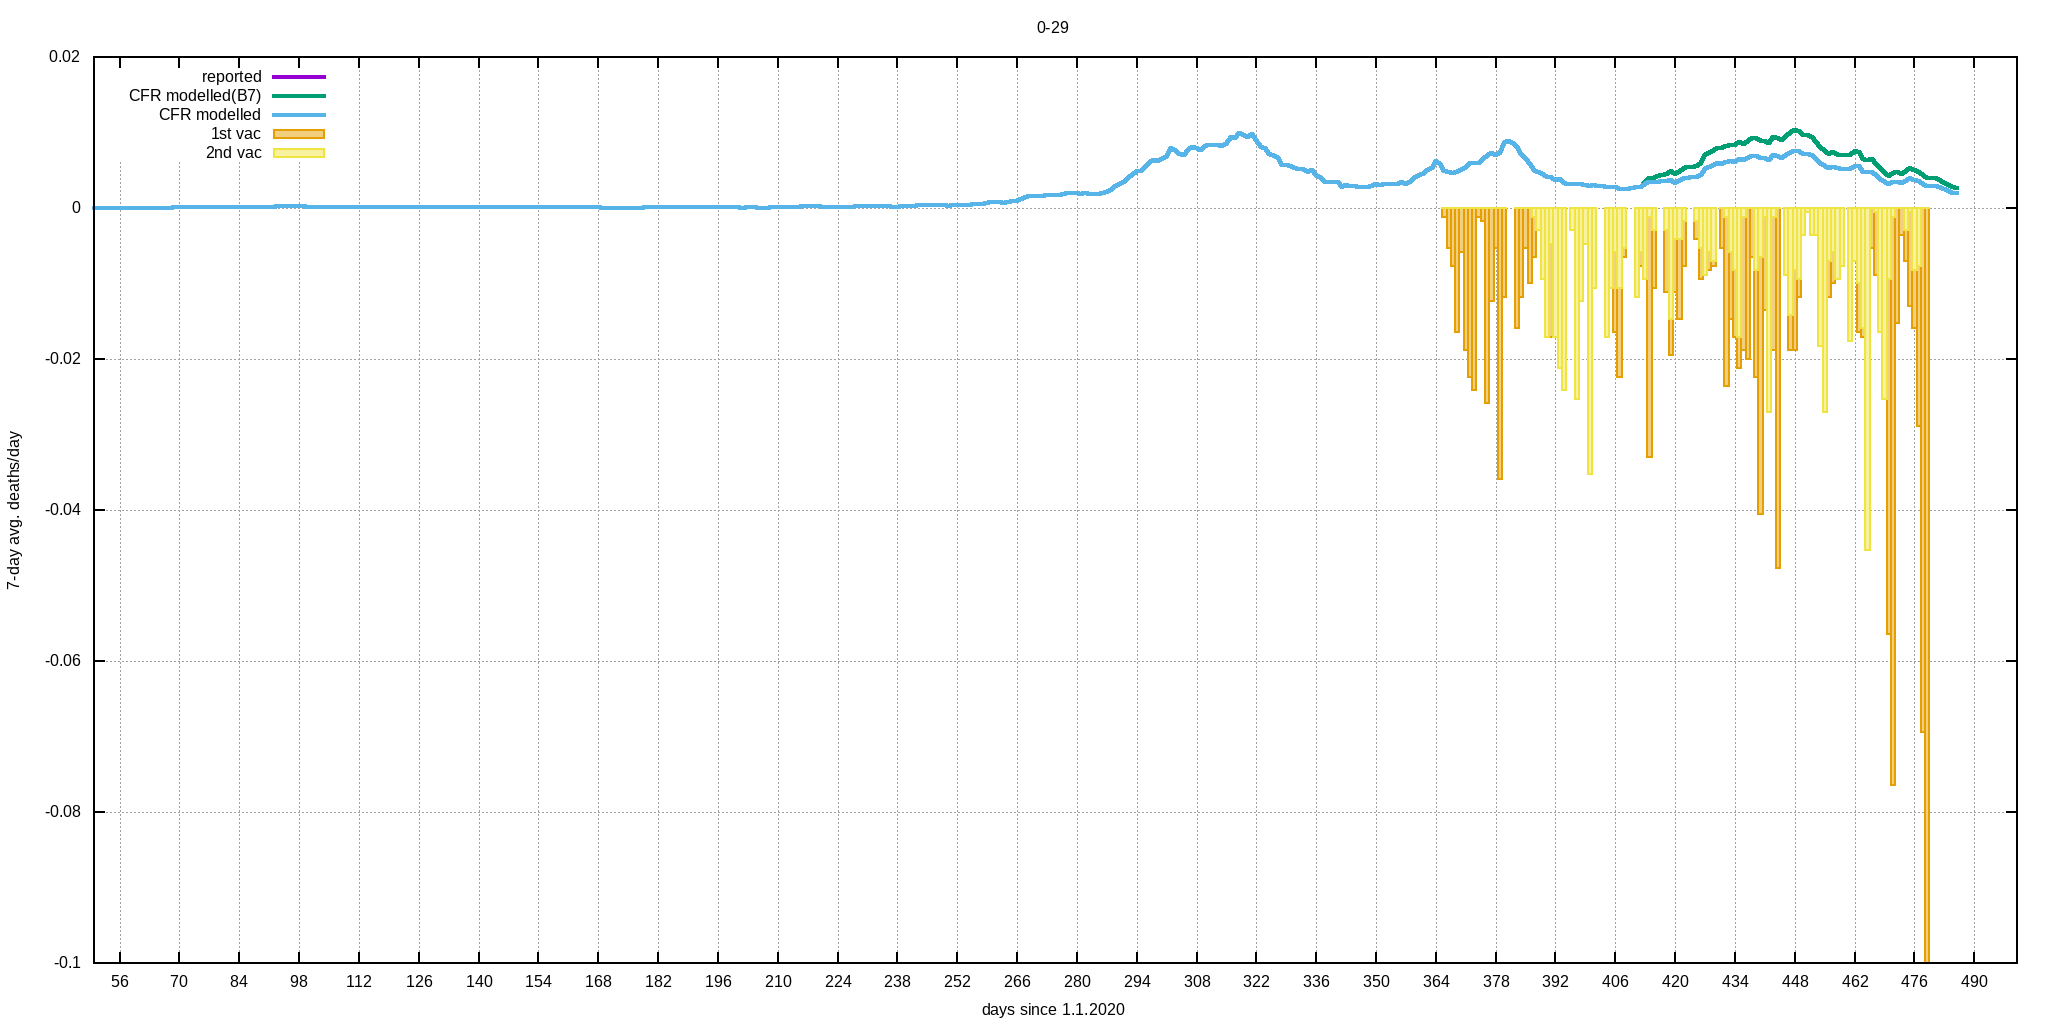 0-29
0.02
0
-0.02
-0.04
-0.06
-0.08
-0.1
reported
CFR modelled(B7)
CFR modelled
1st vac
2nd vac
7-day avg. deaths/day
56 70 84 98 112 126 140 154 168 182 196 210 224 238 252 266 280 294 308 322 336 350 364 378 392 406 420 434 448 462 476 490
days since 1.1.2020